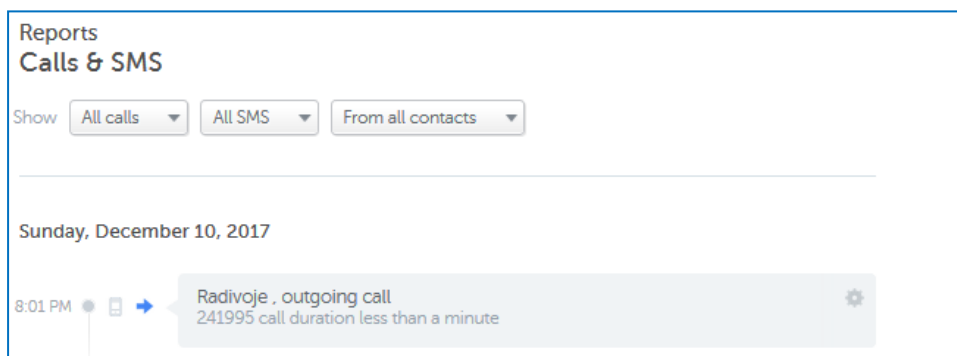 Reports
Calls & SMS
Show All calls All SMS From all contacts
Sunday, December 10, 2017
8:01 PM Radivoje , outgoing call
241995 call duration less than a minute